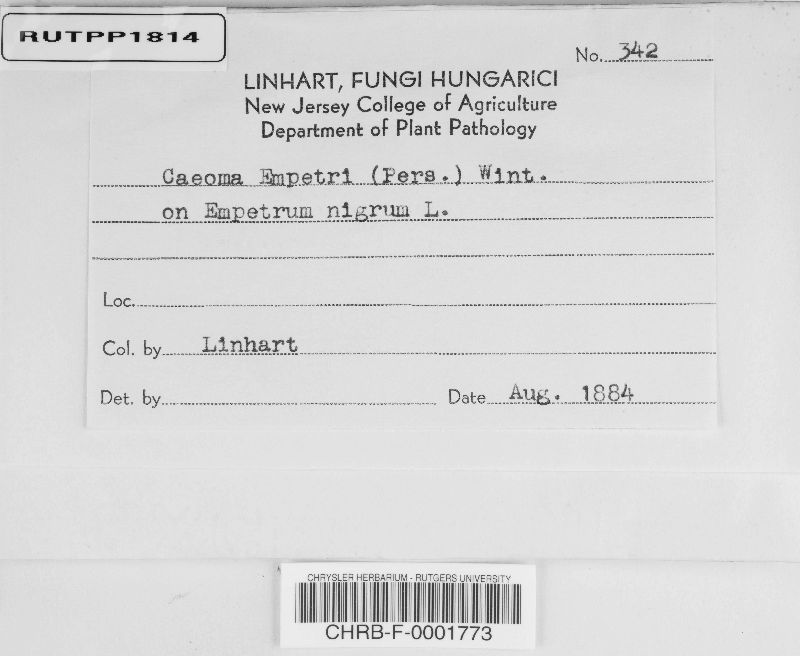 RUTPP1814
No. 342
LINHART, FUNGI HUNGARICI
New Jersey College of Agriculture
Department of Plant Pathology
Caeoma Empetri (Pers.) Wint.
on Empetrum nigrum L.
Loc.
Col. by Linhart
Det. by Date Aug. 1884
CHRYSLER HERBARIUM - RUTGERS UNIVERSITY
CHRB-F-0001773